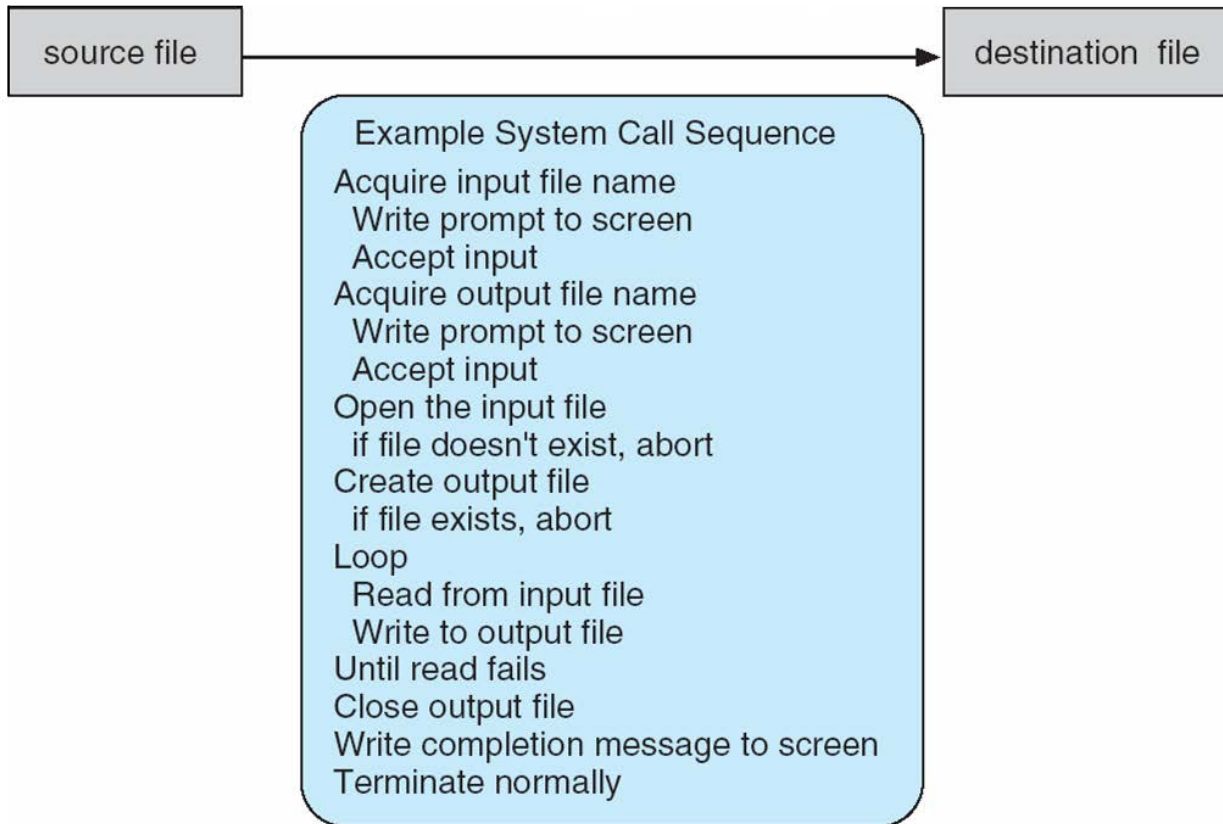 source file
destination file
Example System Call Sequence
Acquire input file name
Write prompt to screen
Accept input
Acquire output file name
Write prompt to screen
Accept input
Open the input file
if file doesn't exist, abort
Create output file
if file exists, abort
Loop
Read from input file
Write to output file
Until read fails
Close output file
Write completion message to screen
Terminate normally